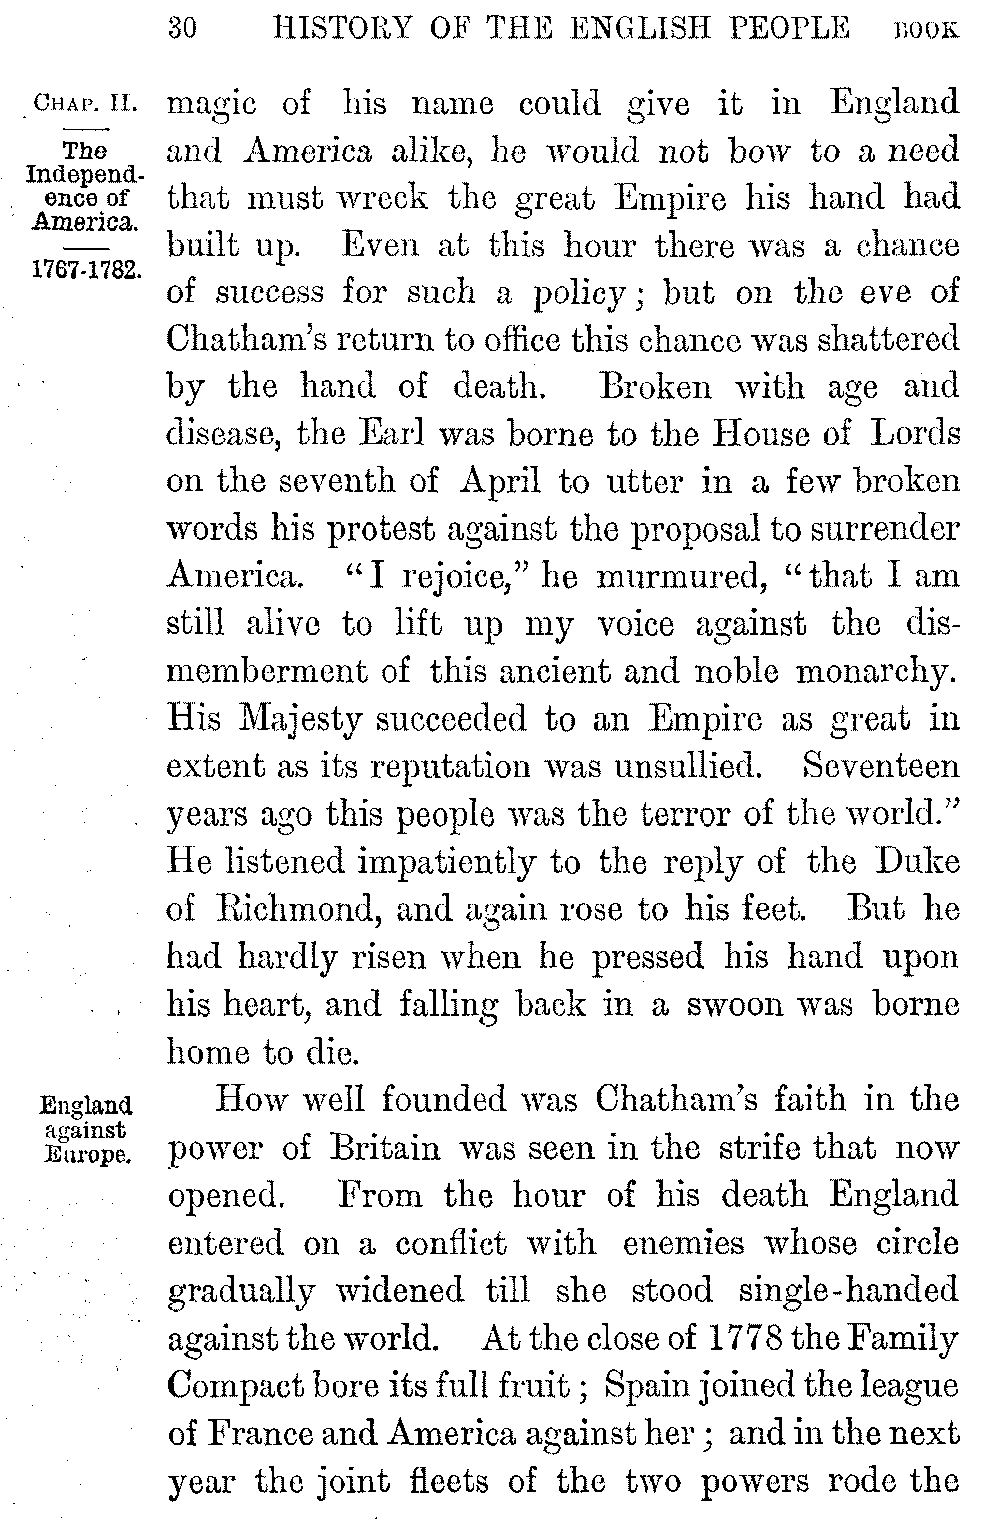 30 HISTORY OF THE ENGLISH PEOPLE BOOK
CHAP. II.
The
Independ-
ence of
America.
1767-1782.
magic of his name could give it in England
and America alike, he would not bow to a need
that must wreck the great Empire his hand had
built up. Even at this hour there was a chance
of success for such a policy; but on the eve of
Chatham's return to office this chance was shattered
by the hand of death. Broken with age and
disease, the Earl was borne to the House of Lords
on the seventh of April to utter in a few broken
words his protest against the proposal to surrender
America. "I rejoice," he murmured, "that I am
still alive to lift up my voice against the dis-
memberment of this ancient and noble monarchy.
His Majesty succeeded to an Empire as great in
extent as its reputation was unsullied. Seventeen
years ago this people was the terror of the world."
He listened impatiently to the reply of the Duke
of Richmond, and again rose to his feet. But he
had hardly risen when he pressed his hand upon
his heart, and falling back in a swoon was borne
home to die.
England
against
Europe.
How well founded was Chatham's faith in the
power of Britain was seen in the strife that now
opened. From the hour of his death England
entered on a conflict with enemies whose circle
gradually widened till she stood single-handed
against the world. At the close of 1778 the Family
Compact bore its full fruit; Spain joined the league
of France and America against her; and in the next
year the joint fleets of the two powers rode the